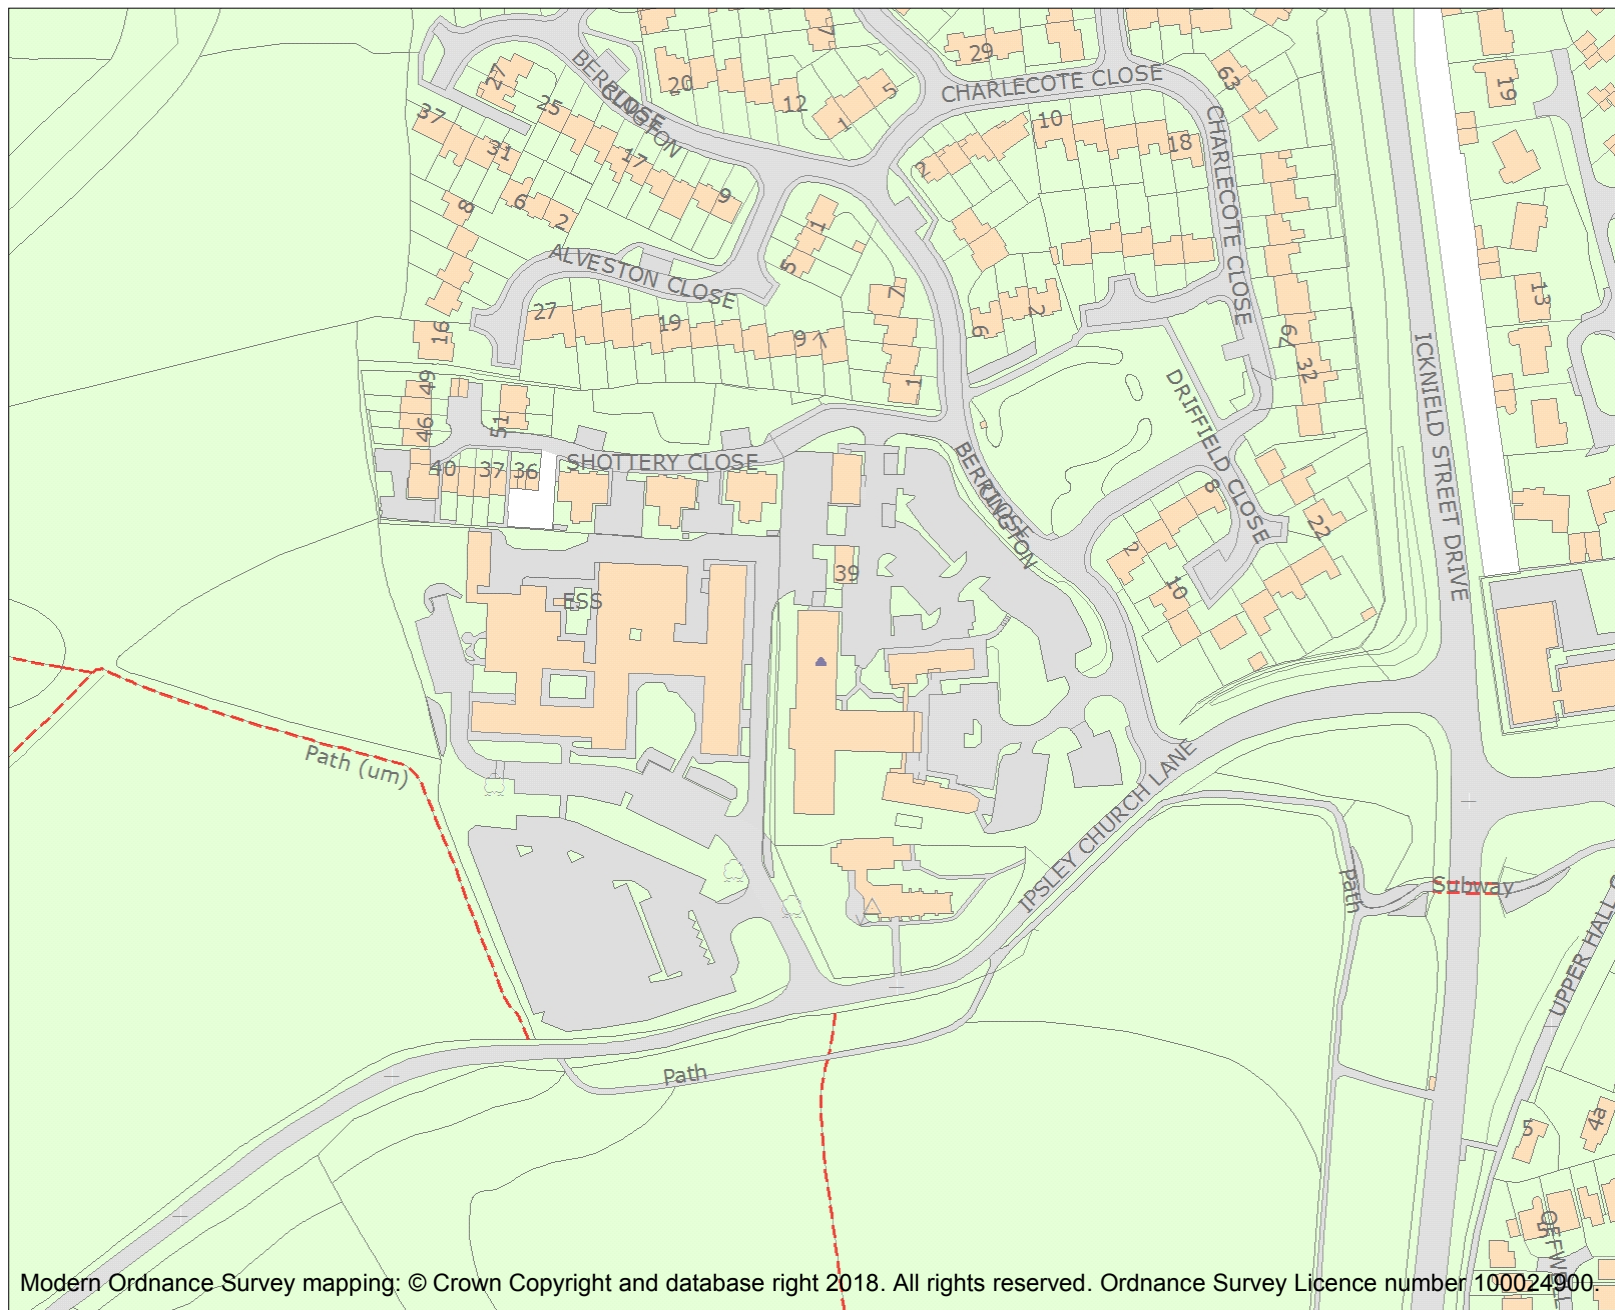 27
BERRINGTON
CLOSE
20
12
1
5
29
CHARLECOTE CLOSE
63
19
37
25
31
17
9
8
6
2
2
10
18
CHARLECOTE CLOSE
ALVESTON CLOSE
1
5
7
27
19
9
1
16
6
2
79
32
13
ICKNIELD STREET DRIVE
DRIFFIELD CLOSE
49
46
51
SHOTTERY CLOSE
40
37
36
BERRINGTON
CLOSE
8
2
10
22
39
ESS
Path (um)
IPSLEY CHURCH LANE
Path
Subway
UPPER HALL C
Path
5
4a
5
OFFWELL
Modern Ordnance Survey mapping: © Crown Copyright and database right 2018. All rights reserved. Ordnance Survey Licence number 100024900.